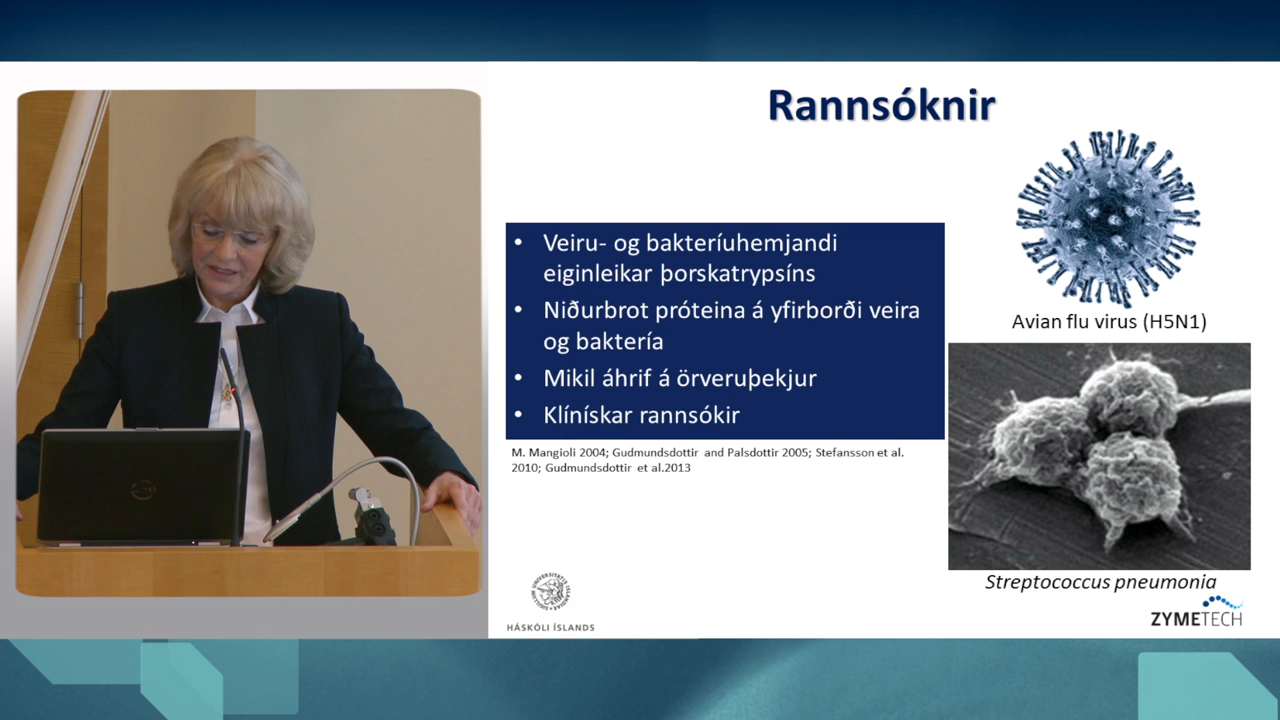 Rannsóknir
• Veiru- og bakteríuhemjandi
eiginleikar þorskatrypsíns
• Niðurbrot próteina á yfirborði veira
og baktería
• Mikil áhrif á örveruþekjur
• Klínískar rannsókir
M. Mangioli 2004; Gudmundsdottir and Palsdottir 2005; Stefansson et al.
2010; Gudmundsdottir et al.2013
Avian flu virus (H5N1)
Streptococcus pneumonia
HÁSKÓLI ÍSLANDS
ZYMETECH